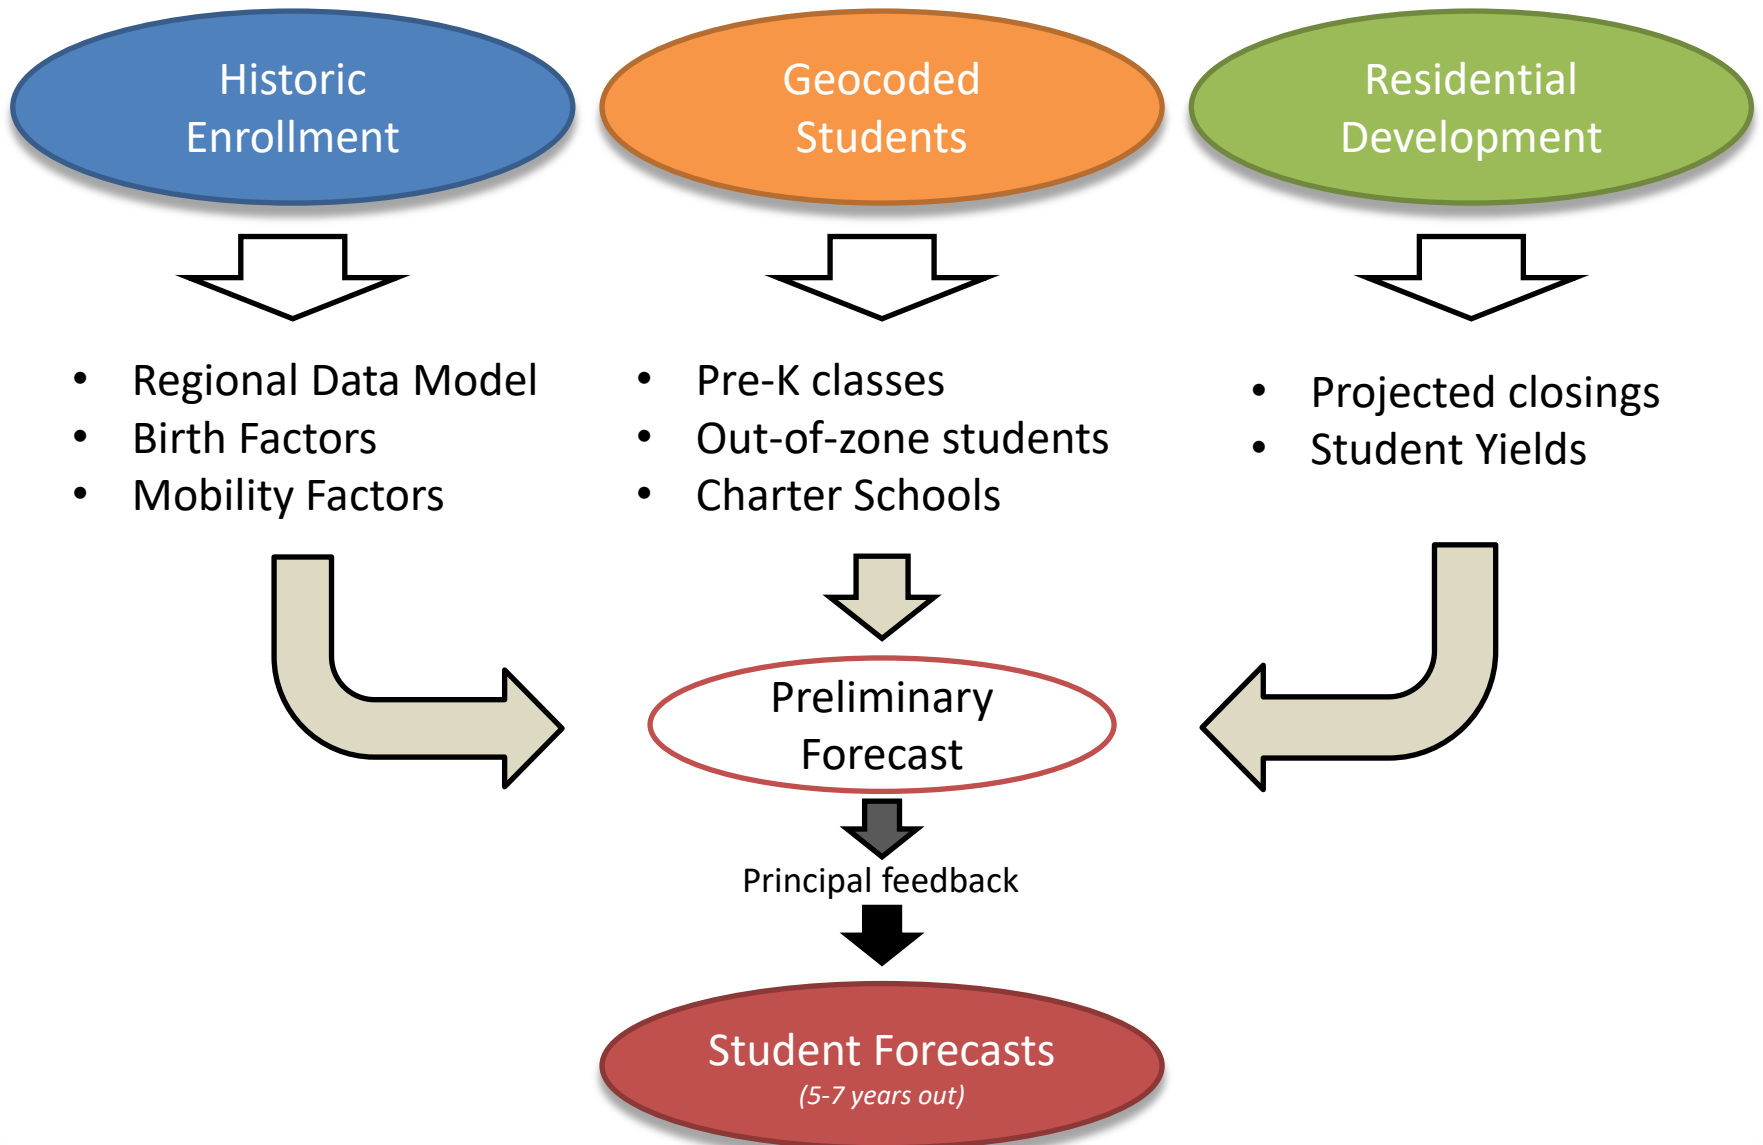 Historic
Enrollment
Geocoded
Students
Residential
Development
• Regional Data Model
• Birth Factors
• Mobility Factors
• Pre-K classes
• Out-of-zone students
• Charter Schools
• Projected closings
• Student Yields
Preliminary
Forecast
Principal feedback
Student Forecasts
(5-7 years out)